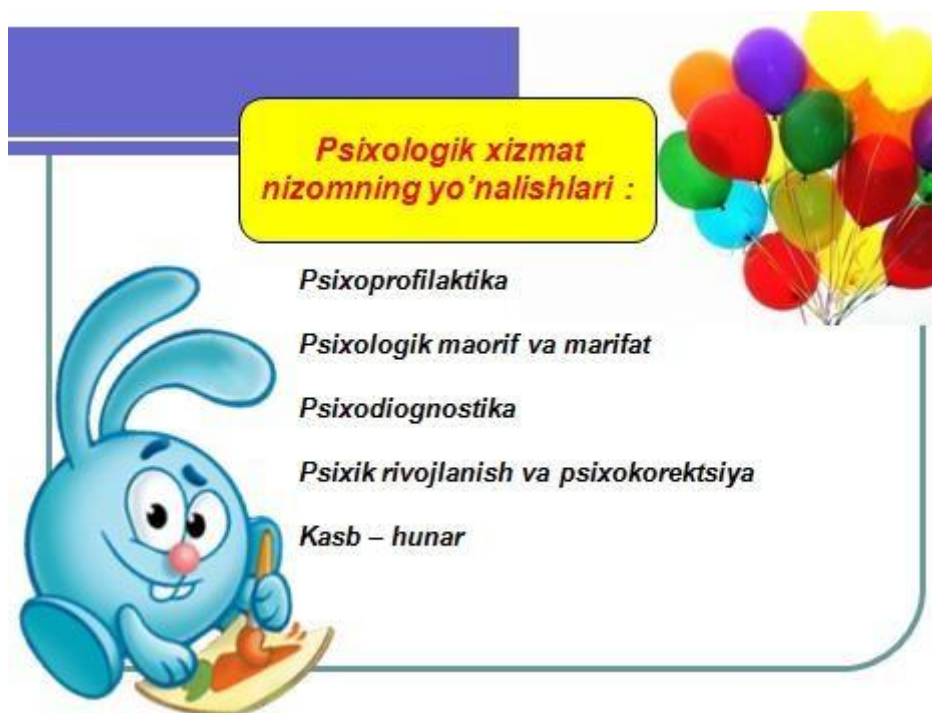 Psixologik xizmat
nizomning yo’nalishlari :
Psixoprofilaktika
Psixologik maorif va marifat
Psixodiognostika
Psixik rivojlanish va psixokorektsiya
Kasb – hunar